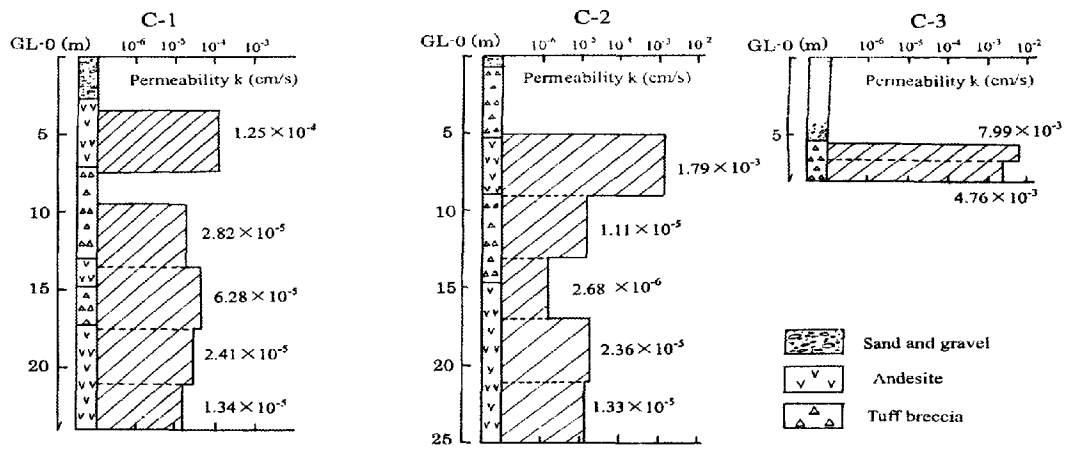 C-1
GL-0 (m)
10⁻⁶ 10⁻⁵ 10⁻⁴ 10⁻³
Permeability k (cm/s)
5
10
15
20
1.25×10⁻⁴
2.82×10⁻⁵
6.28×10⁻⁵
2.41×10⁻⁵
1.34×10⁻⁵
C-2
GL-0 (m)
10⁻⁶ 10⁻⁵ 10⁻⁴ 10⁻³ 10⁻²
Permeability k (cm/s)
5
10
15
20
25
1.79×10⁻³
1.11×10⁻⁵
2.68 ×10⁻⁶
2.36×10⁻⁵
1.33×10⁻⁵
C-3
GL-0 (m)
10⁻⁶ 10⁻⁵ 10⁻⁴ 10⁻³ 10⁻²
Permeability k (cm/s)
5
7.99×10⁻³
4.76×10⁻³
Sand and gravel
Andesite
Tuff breccia